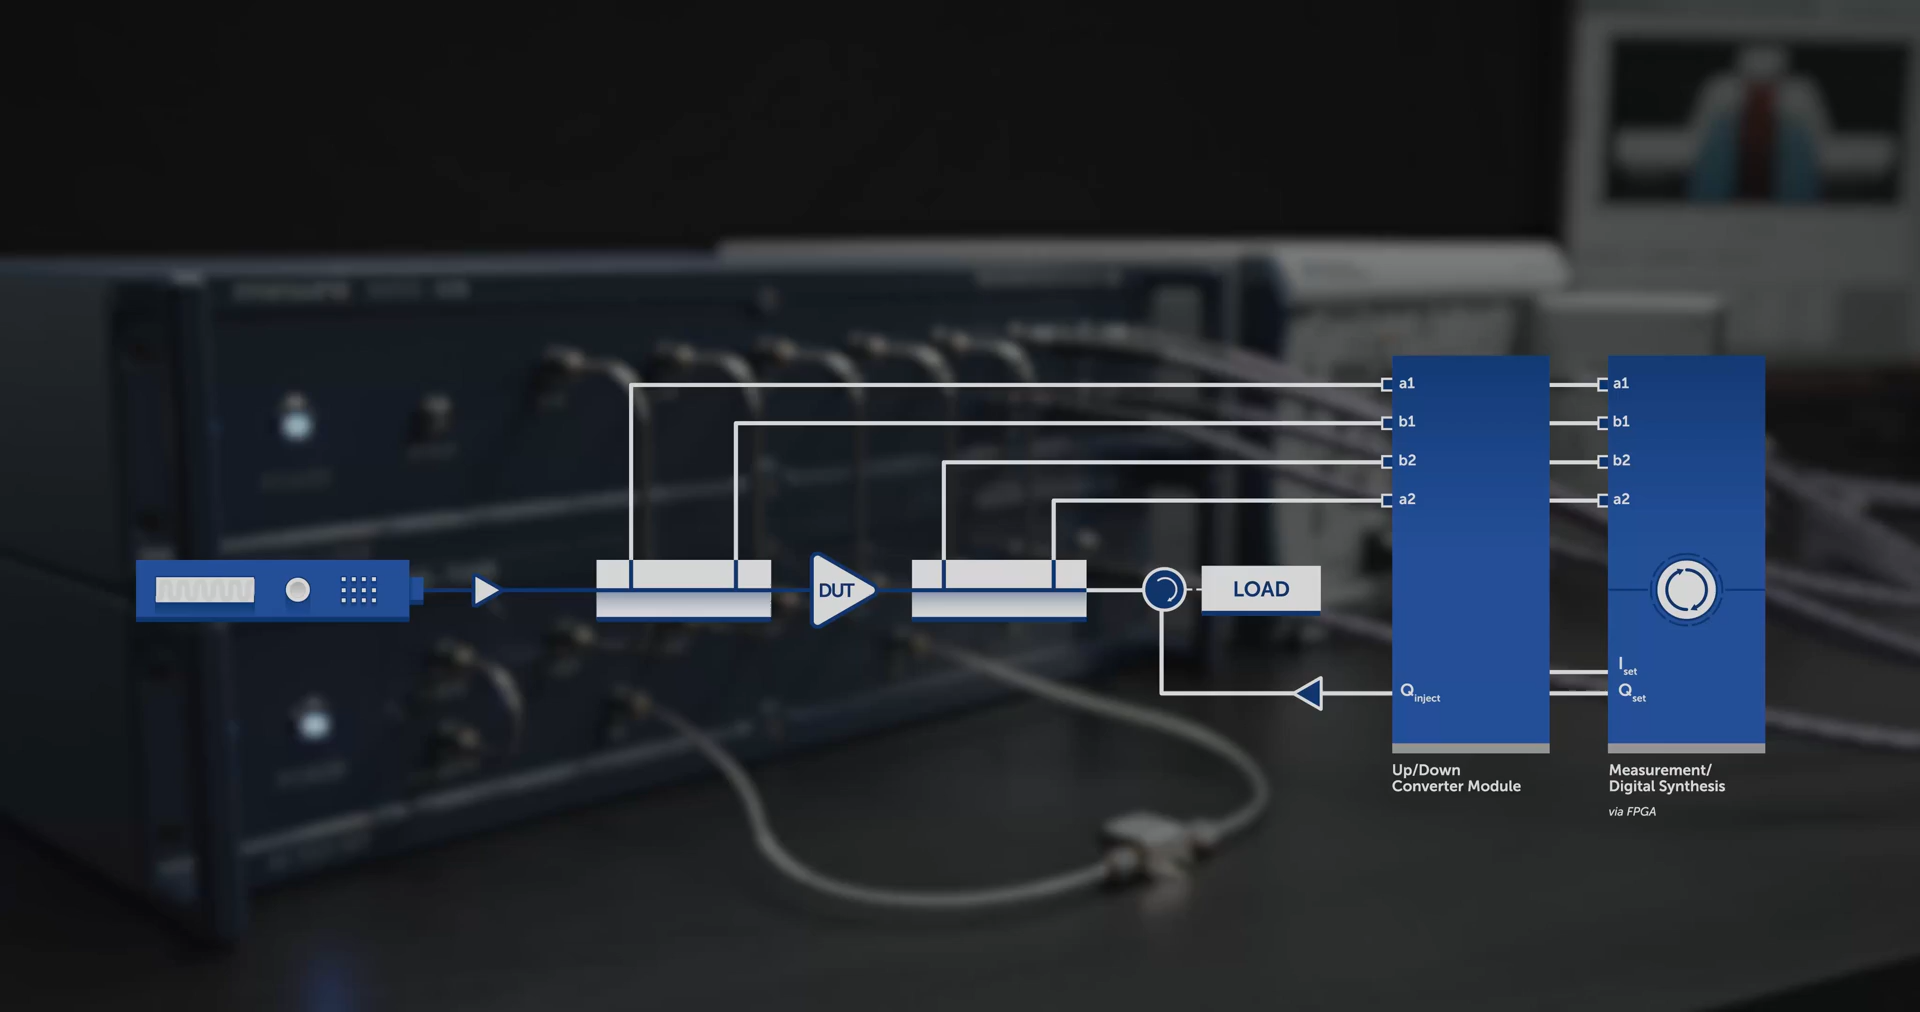 a1
a1
b1
b1
b2
b2
a2
a2
DUT
LOAD
Iset
Qinject
Qset
Up/Down
Converter Module
Measurement/
Digital Synthesis
via FPGA